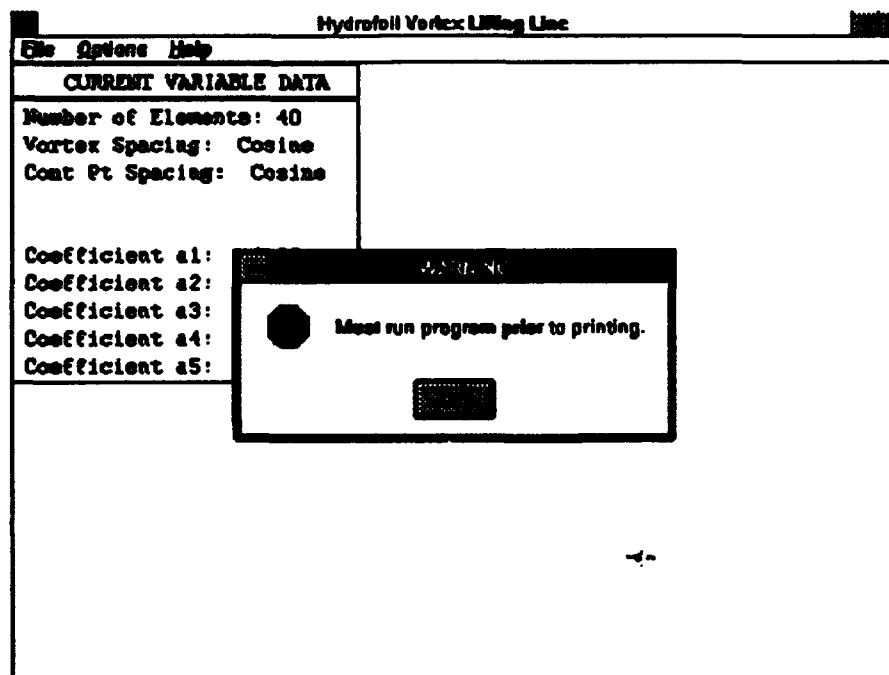 Hydrofoil Vortex Lifting Line
File Options Help
CURRENT VARIABLE DATA
Number of Elements: 40
Vortex Spacing: Cosine
Cont Pt Spacing: Cosine
Coefficient a1:
Coefficient a2:
Coefficient a3:
Coefficient a4:
Coefficient a5:
WARNING
Must run program prior to printing.